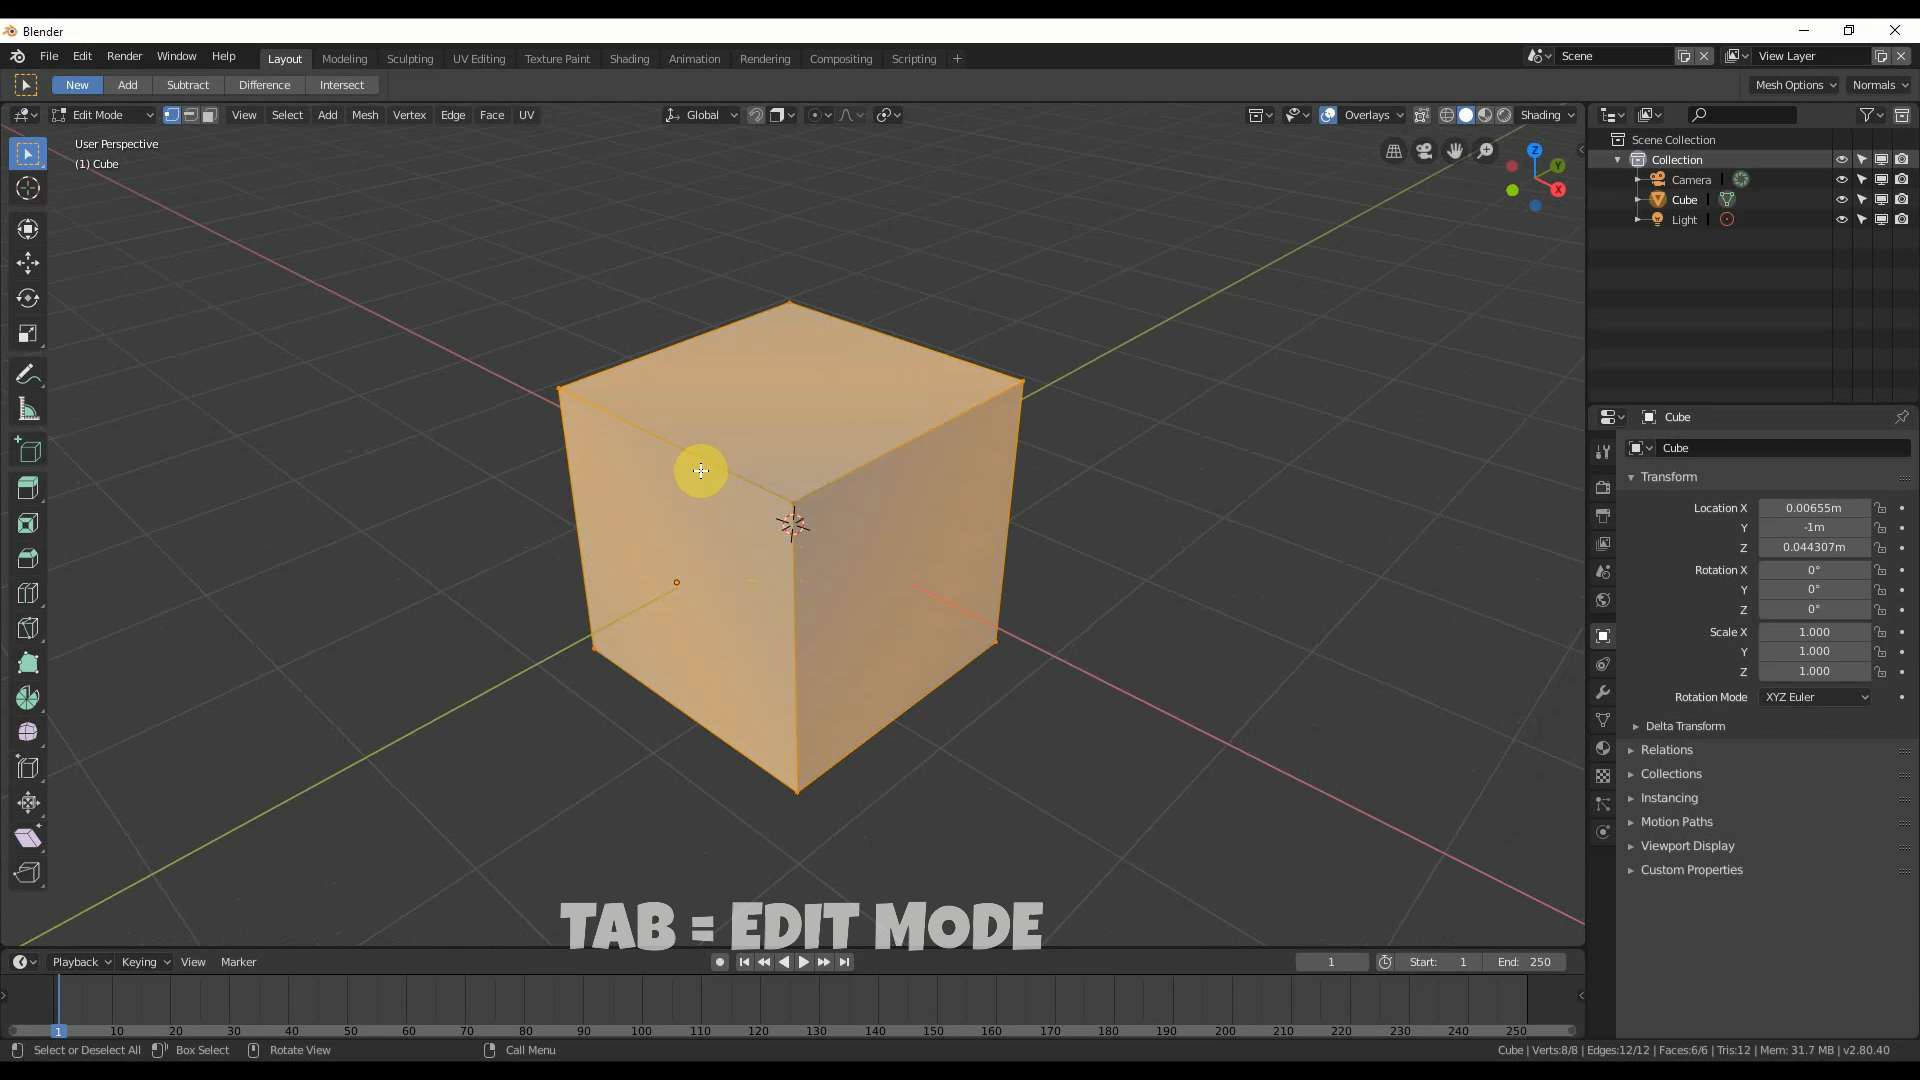 Blender
File Edit Render Window Help Layout Modeling Sculpting UV Editing Texture Paint Shading Animation Rendering Compositing Scripting + Scene View Layer
New Add Subtract Difference Intersect Mesh Options Normals
Edit Mode View Select Add Mesh Vertex Edge Face UV Global Overlays Shading
User Perspective
(1) Cube
Z
Y
X
Scene Collection
Collection
Camera
Cube
Light
Cube
Cube
Transform
Location X 0.00655m
Y -1m
Z 0.044307m
Rotation X 0°
Y 0°
Z 0°
Scale X 1.000
Y 1.000
Z 1.000
Rotation Mode XYZ Euler
Delta Transform
Relations
Collections
Instancing
Motion Paths
Viewport Display
Custom Properties
TAB = EDIT MODE
Playback Keying View Marker 1 Start: 1 End: 250
1 10 20 30 40 50 60 70 80 90 100 110 120 130 140 150 160 170 180 190 200 210 220 230 240 250
Select or Deselect All Box Select Rotate View Call Menu Cube | Verts:8/8 | Edges:12/12 | Faces:6/6 | Tris:12 | Mem: 31.7 MB | v2.80.40